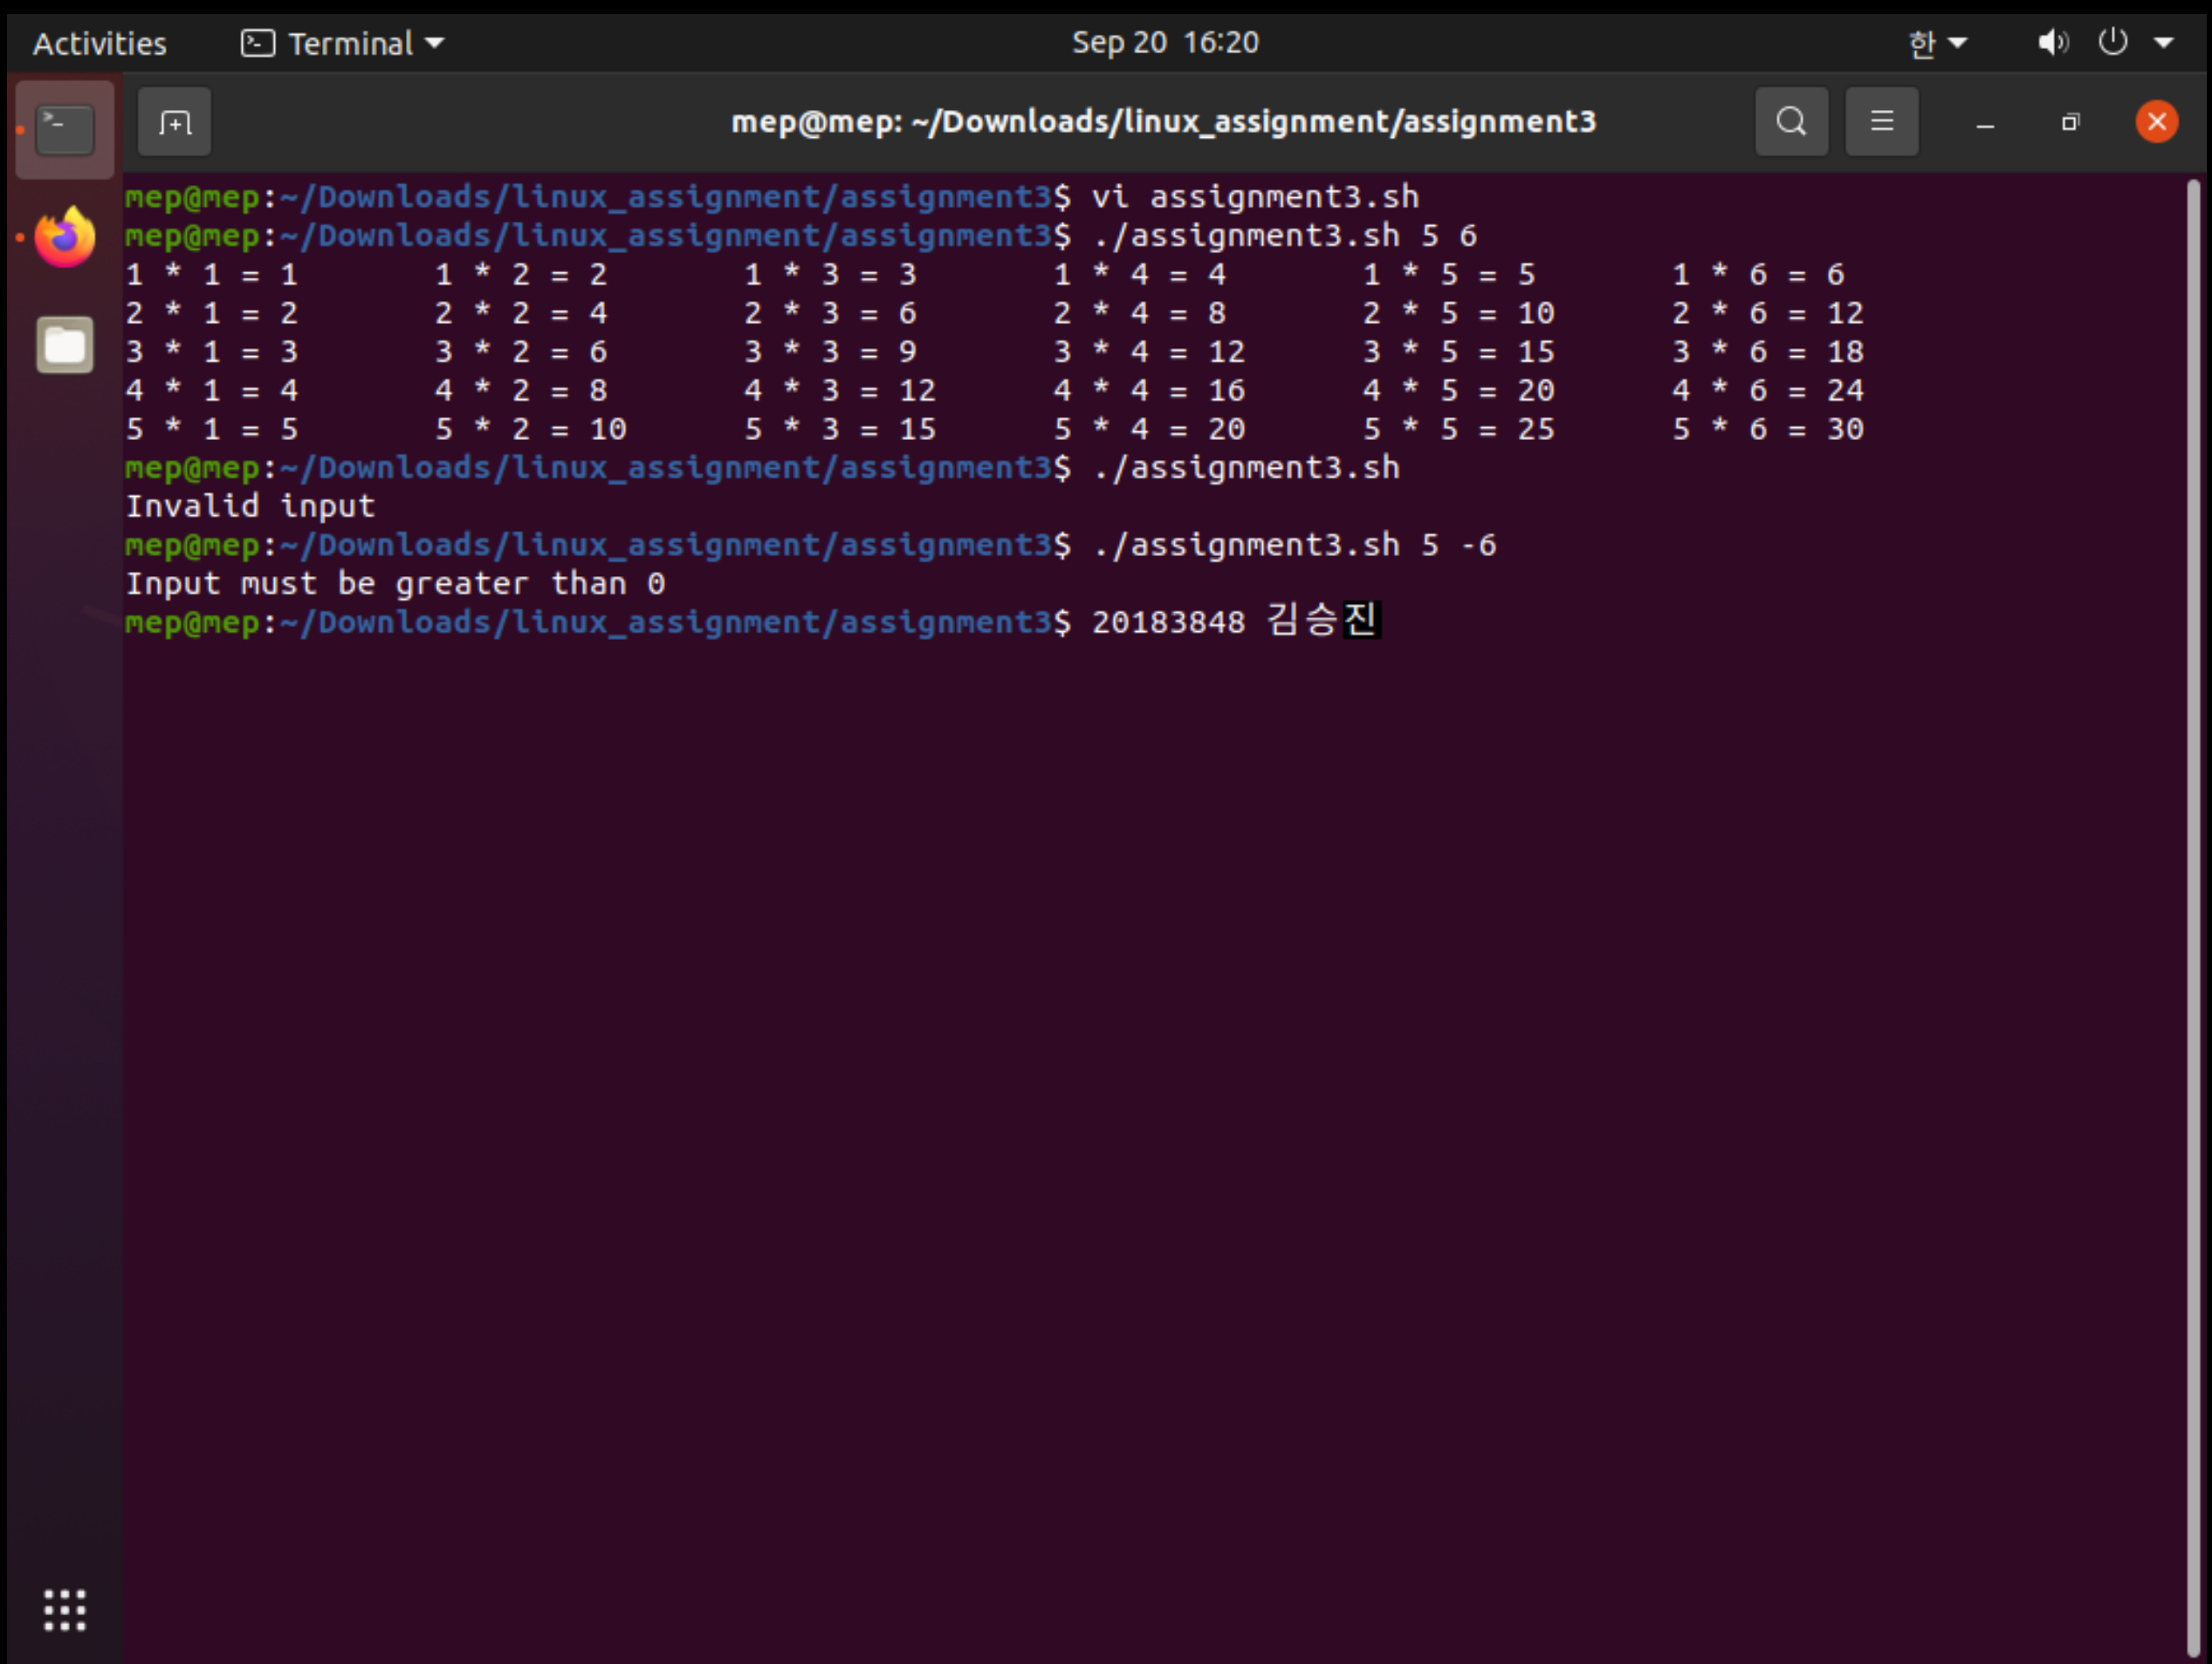 Activities Terminal Sep 20 16:20 한
mep@mep: ~/Downloads/linux_assignment/assignment3
mep@mep:~/Downloads/linux_assignment/assignment3$ vi assignment3.sh
mep@mep:~/Downloads/linux_assignment/assignment3$ ./assignment3.sh 5 6
1 * 1 = 1 1 * 2 = 2 1 * 3 = 3 1 * 4 = 4 1 * 5 = 5 1 * 6 = 6
2 * 1 = 2 2 * 2 = 4 2 * 3 = 6 2 * 4 = 8 2 * 5 = 10 2 * 6 = 12
3 * 1 = 3 3 * 2 = 6 3 * 3 = 9 3 * 4 = 12 3 * 5 = 15 3 * 6 = 18
4 * 1 = 4 4 * 2 = 8 4 * 3 = 12 4 * 4 = 16 4 * 5 = 20 4 * 6 = 24
5 * 1 = 5 5 * 2 = 10 5 * 3 = 15 5 * 4 = 20 5 * 5 = 25 5 * 6 = 30
mep@mep:~/Downloads/linux_assignment/assignment3$ ./assignment3.sh
Invalid input
mep@mep:~/Downloads/linux_assignment/assignment3$ ./assignment3.sh 5 -6
Input must be greater than 0
mep@mep:~/Downloads/linux_assignment/assignment3$ 20183848 김승진